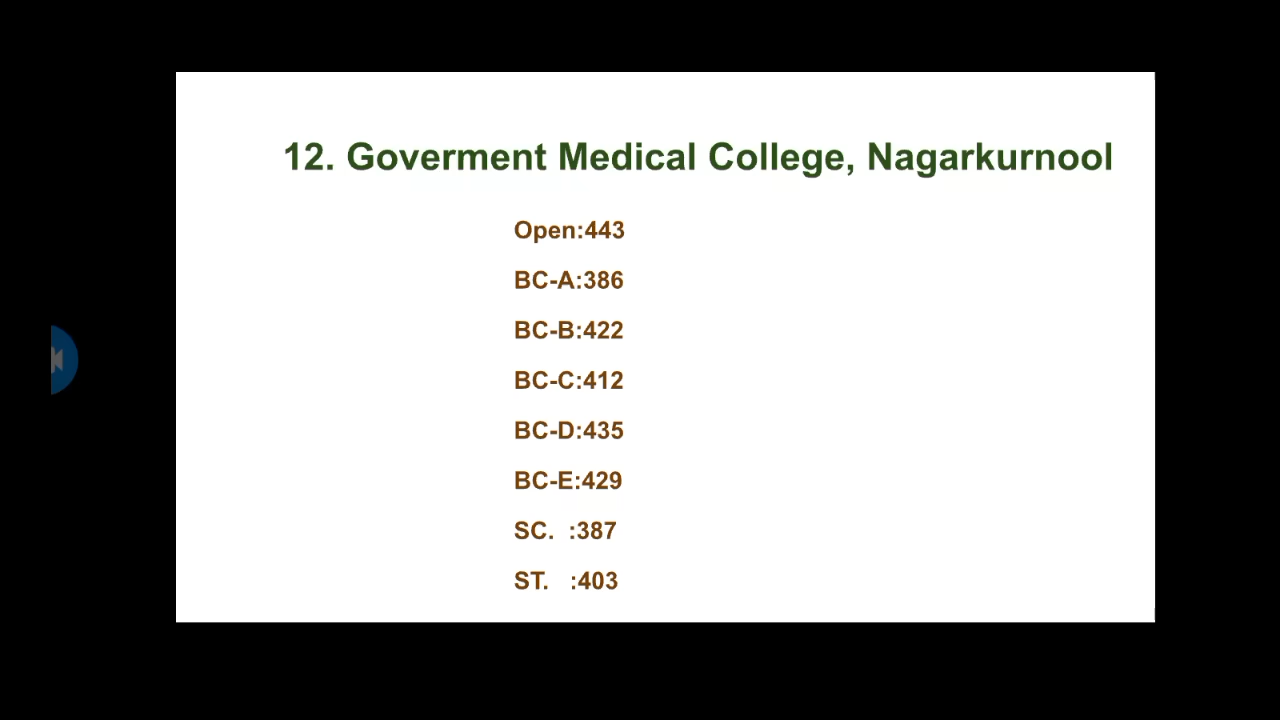 12. Goverment Medical College, Nagarkurnool
Open:443
BC-A:386
BC-B:422
BC-C:412
BC-D:435
BC-E:429
SC. :387
ST. :403